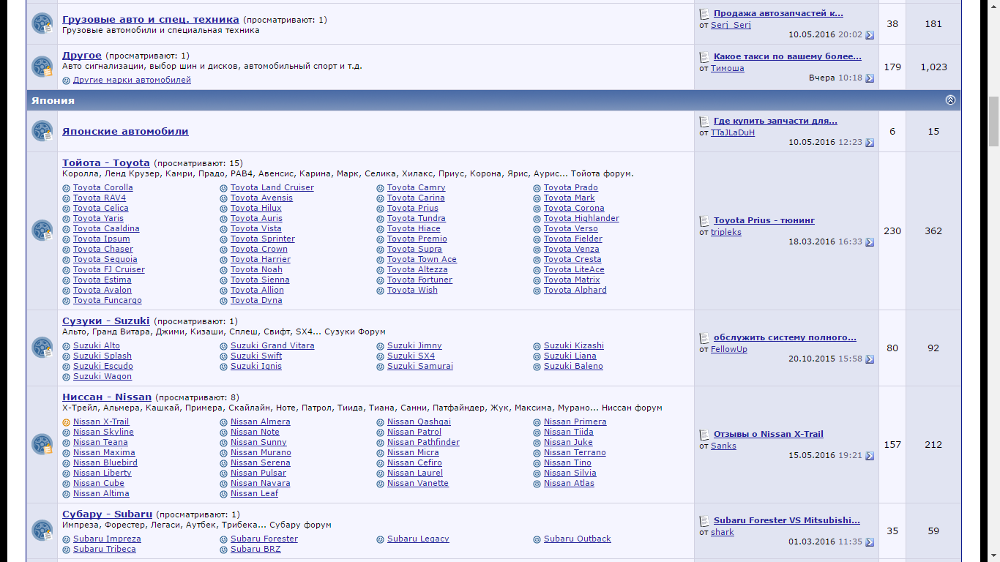 Грузовые авто и спец. техника (просматривают: 1)
Грузовые автомобили и специальная техника
Продажа автозапчастей к...
от Serj_Serj
10.05.2016 20:02
38
181
Другое (просматривают: 1)
Авто сигнализации, выбор шин и дисков, автомобильный спорт и т.д.
Другие марки автомобилей
Какое такси по вашему более...
от Тимоша
Вчера 10:18
179
1,023
Япония
Японские автомобили
Где купить запчасти для...
от TTaJLaDuH
10.05.2016 12:23
6
15
Тойота - Toyota (просматривают: 15)
Королла, Ленд Крузер, Камри, Прадо, РАВ4, Авенсис, Карина, Марк, Селика, Хилакс, Приус, Корона, Ярис, Аурис... Тойота форум.
Toyota Corolla Toyota Land Cruiser Toyota Camry Toyota Prado
Toyota RAV4 Toyota Avensis Toyota Carina Toyota Mark
Toyota Celica Toyota Hilux Toyota Prius Toyota Corona
Toyota Yaris Toyota Auris Toyota Tundra Toyota Highlander
Toyota Caaldina Toyota Vista Toyota Hiace Toyota Verso
Toyota Ipsum Toyota Sprinter Toyota Premio Toyota Fielder
Toyota Chaser Toyota Crown Toyota Supra Toyota Venza
Toyota Sequoia Toyota Harrier Toyota Town Ace Toyota Cresta
Toyota FJ Cruiser Toyota Noah Toyota Altezza Toyota LiteAce
Toyota Estima Toyota Sienna Toyota Fortuner Toyota Matrix
Toyota Avalon Toyota Allion Toyota Wish Toyota Alphard
Toyota Funcargo Toyota Dyna
Toyota Prius - тюнинг
от tripleks
18.03.2016 16:33
230
362
Сузуки - Suzuki (просматривают: 1)
Альто, Гранд Витара, Джими, Кизаши, Сплеш, Свифт, SX4... Сузуки Форум
Suzuki Alto Suzuki Grand Vitara Suzuki Jimny Suzuki Kizashi
Suzuki Splash Suzuki Swift Suzuki SX4 Suzuki Liana
Suzuki Escudo Suzuki Ignis Suzuki Samurai Suzuki Baleno
Suzuki Wagon
обслужить систему полного...
от FellowUp
20.10.2015 15:58
80
92
Ниссан - Nissan (просматривают: 8)
Х-Трейл, Альмера, Кашкай, Примера, Скайлайн, Ноте, Патрол, Тиида, Тиана, Санни, Патфайндер, Жук, Максима, Мурано... Ниссан форум
Nissan X-Trail Nissan Almera Nissan Qashqai Nissan Primera
Nissan Skyline Nissan Note Nissan Patrol Nissan Tiida
Nissan Teana Nissan Sunny Nissan Pathfinder Nissan Juke
Nissan Maxima Nissan Murano Nissan Micra Nissan Terrano
Nissan Bluebird Nissan Serena Nissan Cefiro Nissan Tino
Nissan Liberty Nissan Pulsar Nissan Laurel Nissan Silvia
Nissan Cube Nissan Navara Nissan Vanette Nissan Atlas
Nissan Altima Nissan Leaf
Отзывы о Nissan X-Trail
от Sanks
15.05.2016 19:21
157
212
Субару - Subaru (просматривают: 1)
Импреза, Форестер, Легаси, Аутбек, Трибека... Субару форум
Subaru Impreza Subaru Forester Subaru Legacy Subaru Outback
Subaru Tribeca Subaru BRZ
Subaru Forester VS Mitsubishi...
от shark
01.03.2016 11:35
35
59